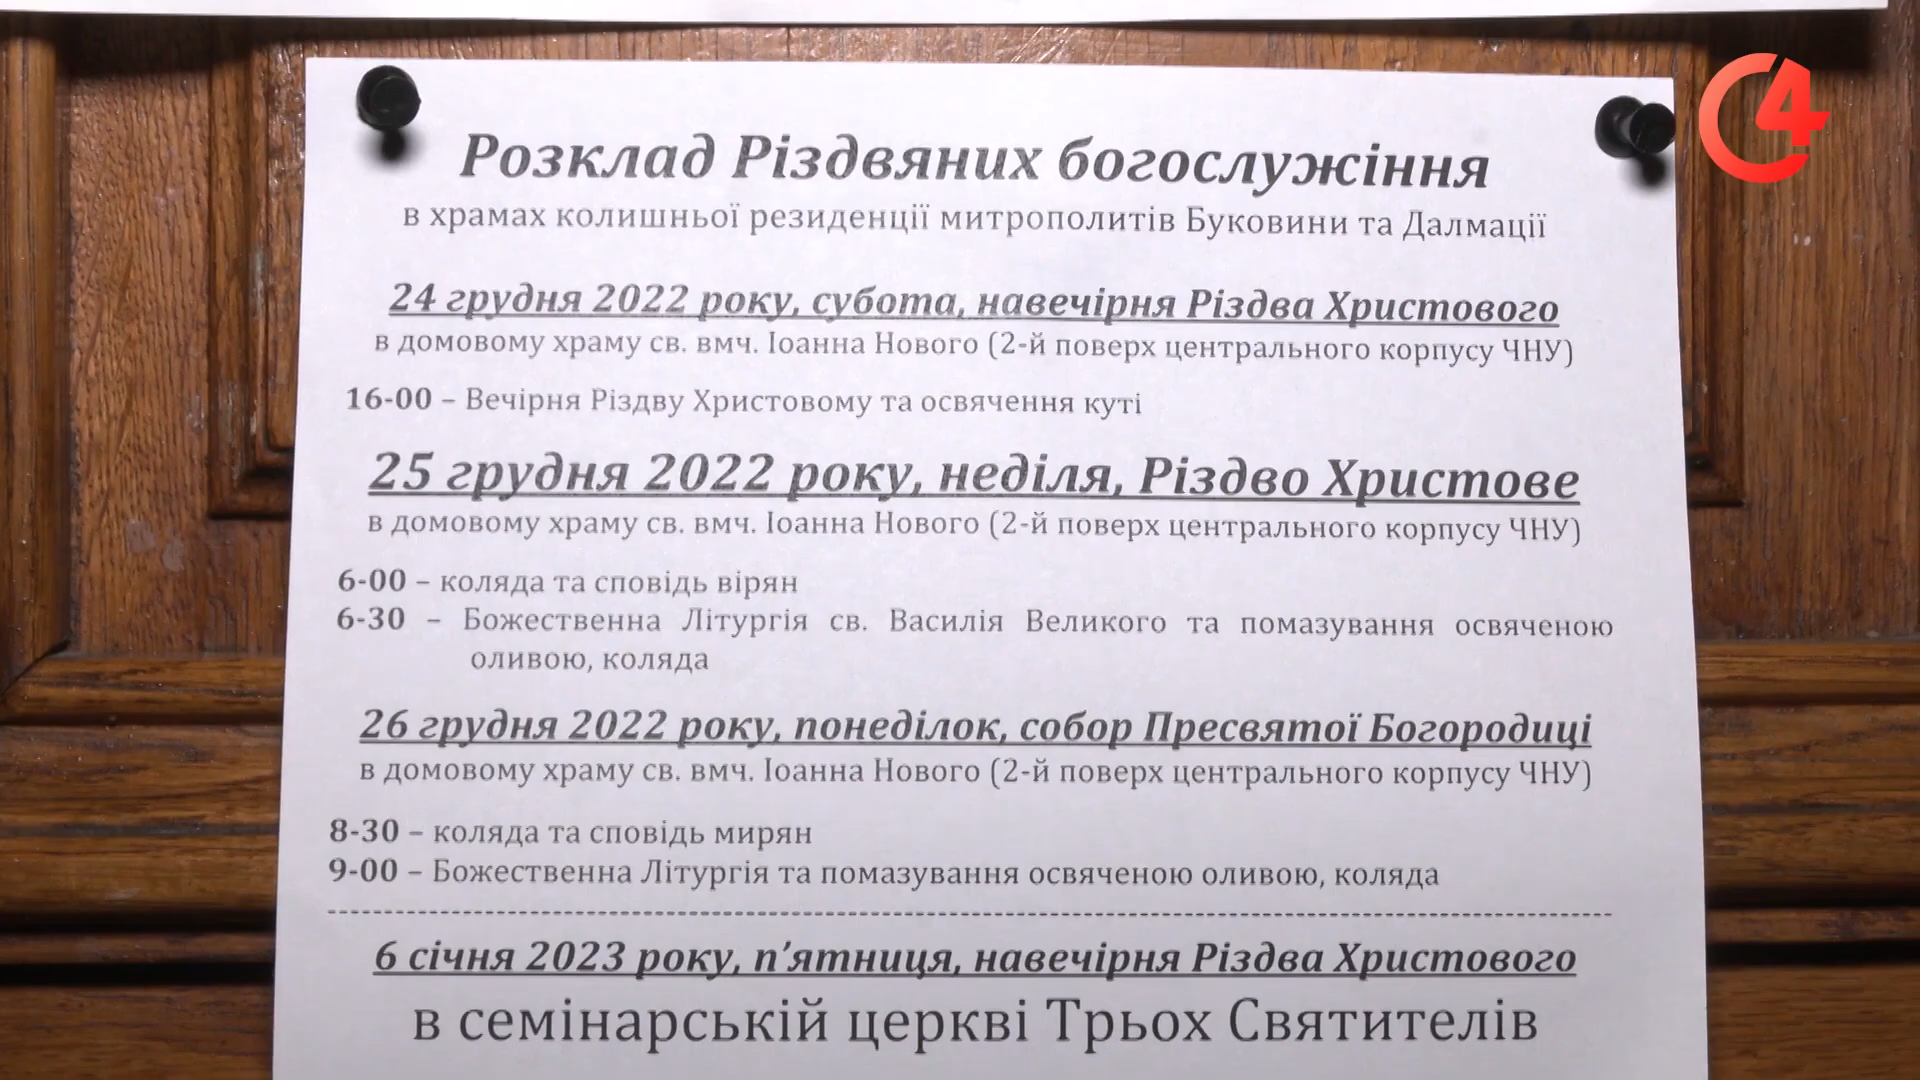 Розклад Різдвяних богослужіння
в храмах колишньої резиденції митрополитів Буковини та Далмації
24 грудня 2022 року, субота, навечірня Різдва Христового
в домовому храму св. вмч. Іоанна Нового (2-й поверх центрального корпусу ЧНУ)
16-00 – Вечірня Різдву Христовому та освячення куті
25 грудня 2022 року, неділя, Різдво Христове
в домовому храму св. вмч. Іоанна Нового (2-й поверх центрального корпусу ЧНУ)
6-00 – коляда та сповідь вірян
6-30 – Божественна Літургія св. Василія Великого та помазування освяченою
оливою, коляда
26 грудня 2022 року, понеділок, собор Пресвятої Богородиці
в домовому храму св. вмч. Іоанна Нового (2-й поверх центрального корпусу ЧНУ)
8-30 – коляда та сповідь мирян
9-00 – Божественна Літургія та помазування освяченою оливою, коляда
6 січня 2023 року, п’ятниця, навечірня Різдва Христового
в семінарській церкві Трьох Святителів
C4